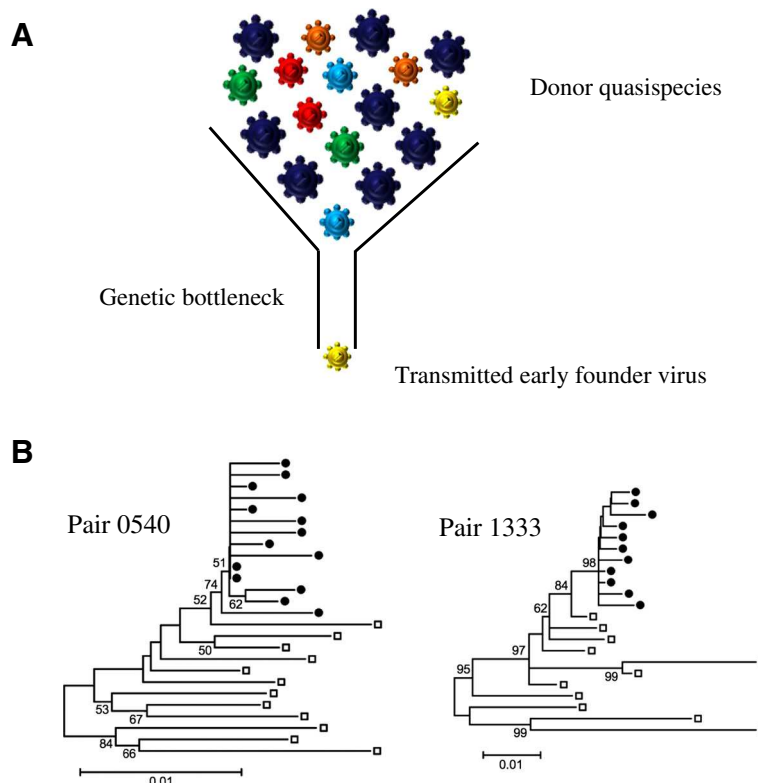 A
Donor quasispecies
Genetic bottleneck
Transmitted early founder virus
B
Pair 0540
Pair 1333
51
74
52
62
50
53
67
84
66
0.01
98
84
62
97
95
99
99
0.01